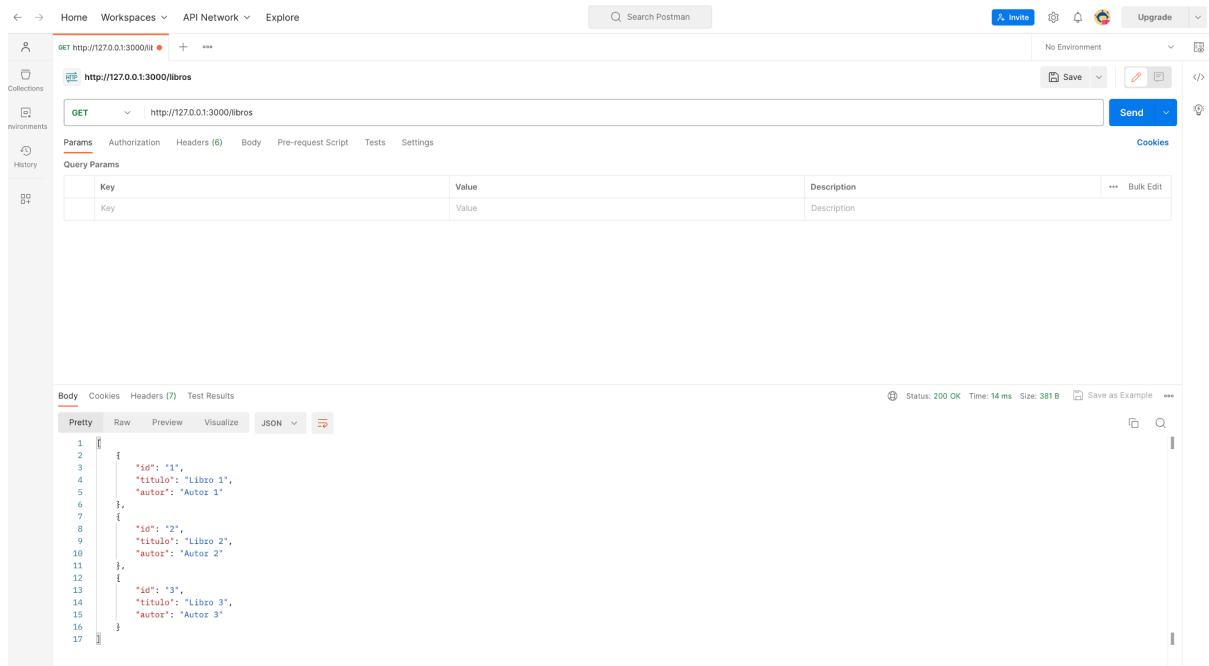 Home Workspaces API Network Explore Search Postman Invite Upgrade
GET http://127.0.0.1:3000/lib No Environment
http://127.0.0.1:3000/libros Save
GET http://127.0.0.1:3000/libros Send
Params Authorization Headers (6) Body Pre-request Script Tests Settings Cookies
Query Params
Key Value Description Bulk Edit
Key Value Description
Collections
nvironments
History
Body Cookies Headers (7) Test Results Status: 200 OK Time: 14 ms Size: 381 B Save as Example
Pretty Raw Preview Visualize JSON
1 [
2 {
3 "id": "1",
4 "titulo": "Libro 1",
5 "autor": "Autor 1"
6 },
7 {
8 "id": "2",
9 "titulo": "Libro 2",
10 "autor": "Autor 2"
11 },
12 {
13 "id": "3",
14 "titulo": "Libro 3",
15 "autor": "Autor 3"
16 }
17 ]